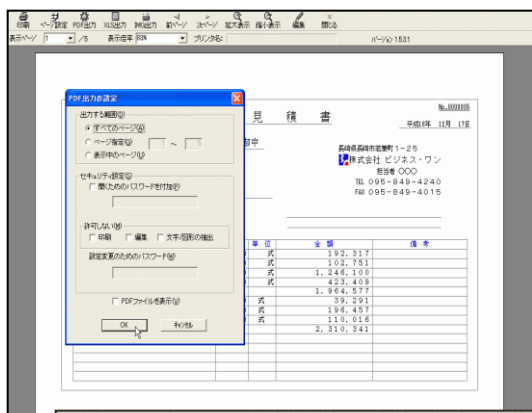 印刷 ページ設定 PDF出力 XLS出力 IMG出力 前ページ 次ページ 拡大表示 縮小表示 編集 閉じる
表示ページ 1 /5 表示倍率 83% プリンタ名: バージョン 1.5.3.1
見 積 書
No.0000005
平成16年 12月 17日
御中
長崎県長崎市若葉町1-25
株式会社 ビジネス・ワン
担当者 〇〇〇
TEL 095-849-4240
FAX 095-849-4015
単 位 金 額 備 考
式 192,317
式 102,751
式 1,246,100
式 423,409
1,964,577
式 39,291
式 196,457
式 110,016
2,310,341
PDF出力の設定
出力する範囲(O)
すべてのページ(A)
ページ指定(G) 1 ～ 5
表示中のページ(U)
セキュリティ設定(S)
開くためのパスワードを付加(P)
許可しない(M)
印刷 編集 文字/図形の抽出
設定変更のためのパスワード(W)
PDFファイルを表示(V)
OK キャンセル